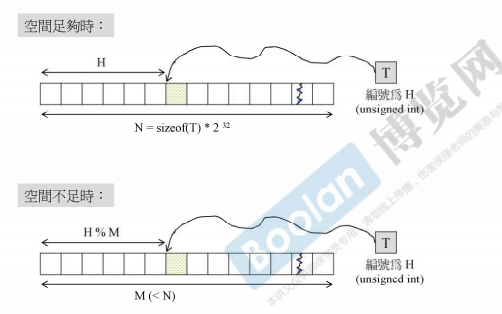 空間足夠時：
H
T
編號爲 H
(unsigned int)
N = sizeof(T) * 2 32
空間不足時：
H % M
T
編號爲 H
(unsigned int)
M (< N)
Boolan 博览网